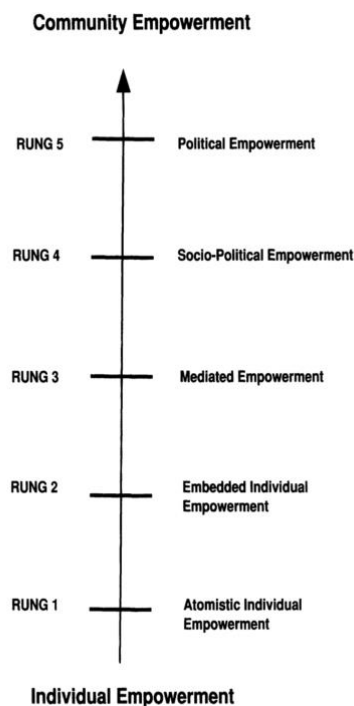 Community Empowerment
RUNG 5 Political Empowerment
RUNG 4 Socio-Political Empowerment
RUNG 3 Mediated Empowerment
RUNG 2 Embedded Individual
Empowerment
RUNG 1 Atomistic Individual
Empowerment
Individual Empowerment